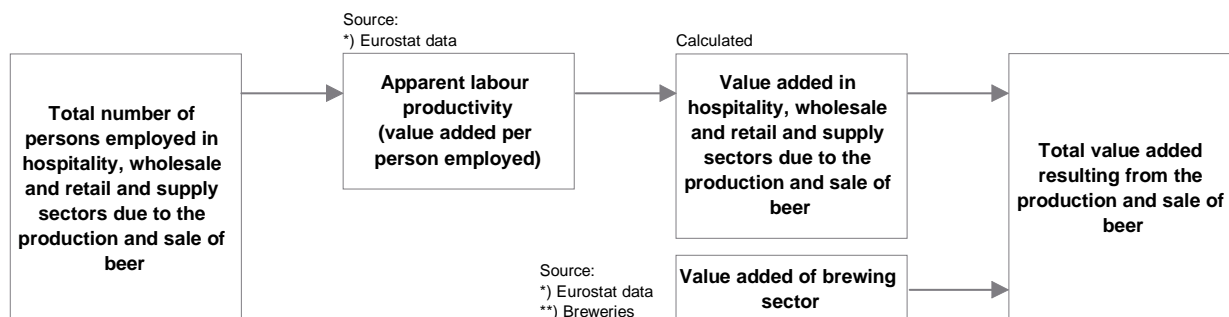 Total number of
persons employed in
hospitality, wholesale
and retail and supply
sectors due to the
production and sale of
beer
Source:
*) Eurostat data
Apparent labour
productivity
(value added per
person employed)
Calculated
Value added in
hospitality, wholesale
and retail and supply
sectors due to the
production and sale of
beer
Source:
*) Eurostat data
**) Breweries
Value added of brewing
sector
Total value added
resulting from the
production and sale of
beer